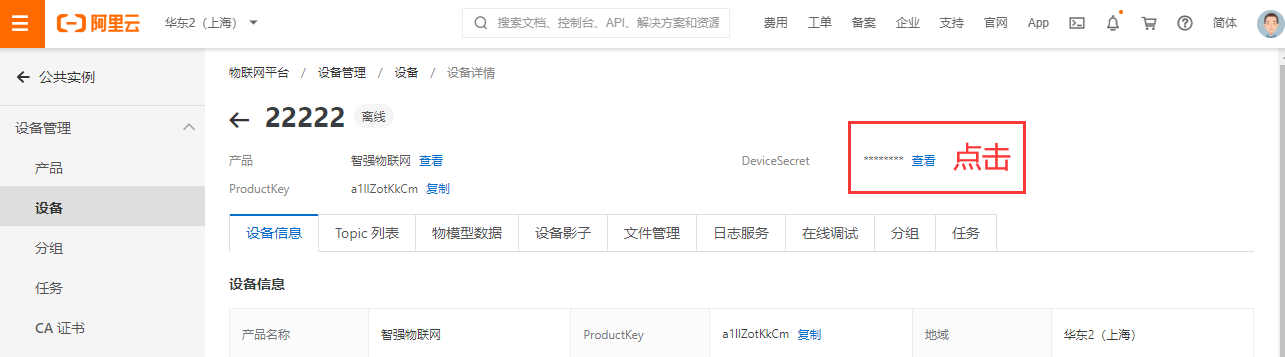 阿里云 华东2（上海） 搜索文档、控制台、API、解决方案和资源 费用 工单 备案 企业 支持 官网 App 简体
公共实例
设备管理
产品
设备
分组
任务
CA 证书
物联网平台 / 设备管理 / 设备 / 设备详情
22222 离线
产品 智强物联网 查看 DeviceSecret ******** 查看 点击
ProductKey a1IlZotKkCm 复制
设备信息 Topic 列表 物模型数据 设备影子 文件管理 日志服务 在线调试 分组 任务
设备信息
产品名称 智强物联网 ProductKey a1IlZotKkCm 复制 地域 华东2（上海）